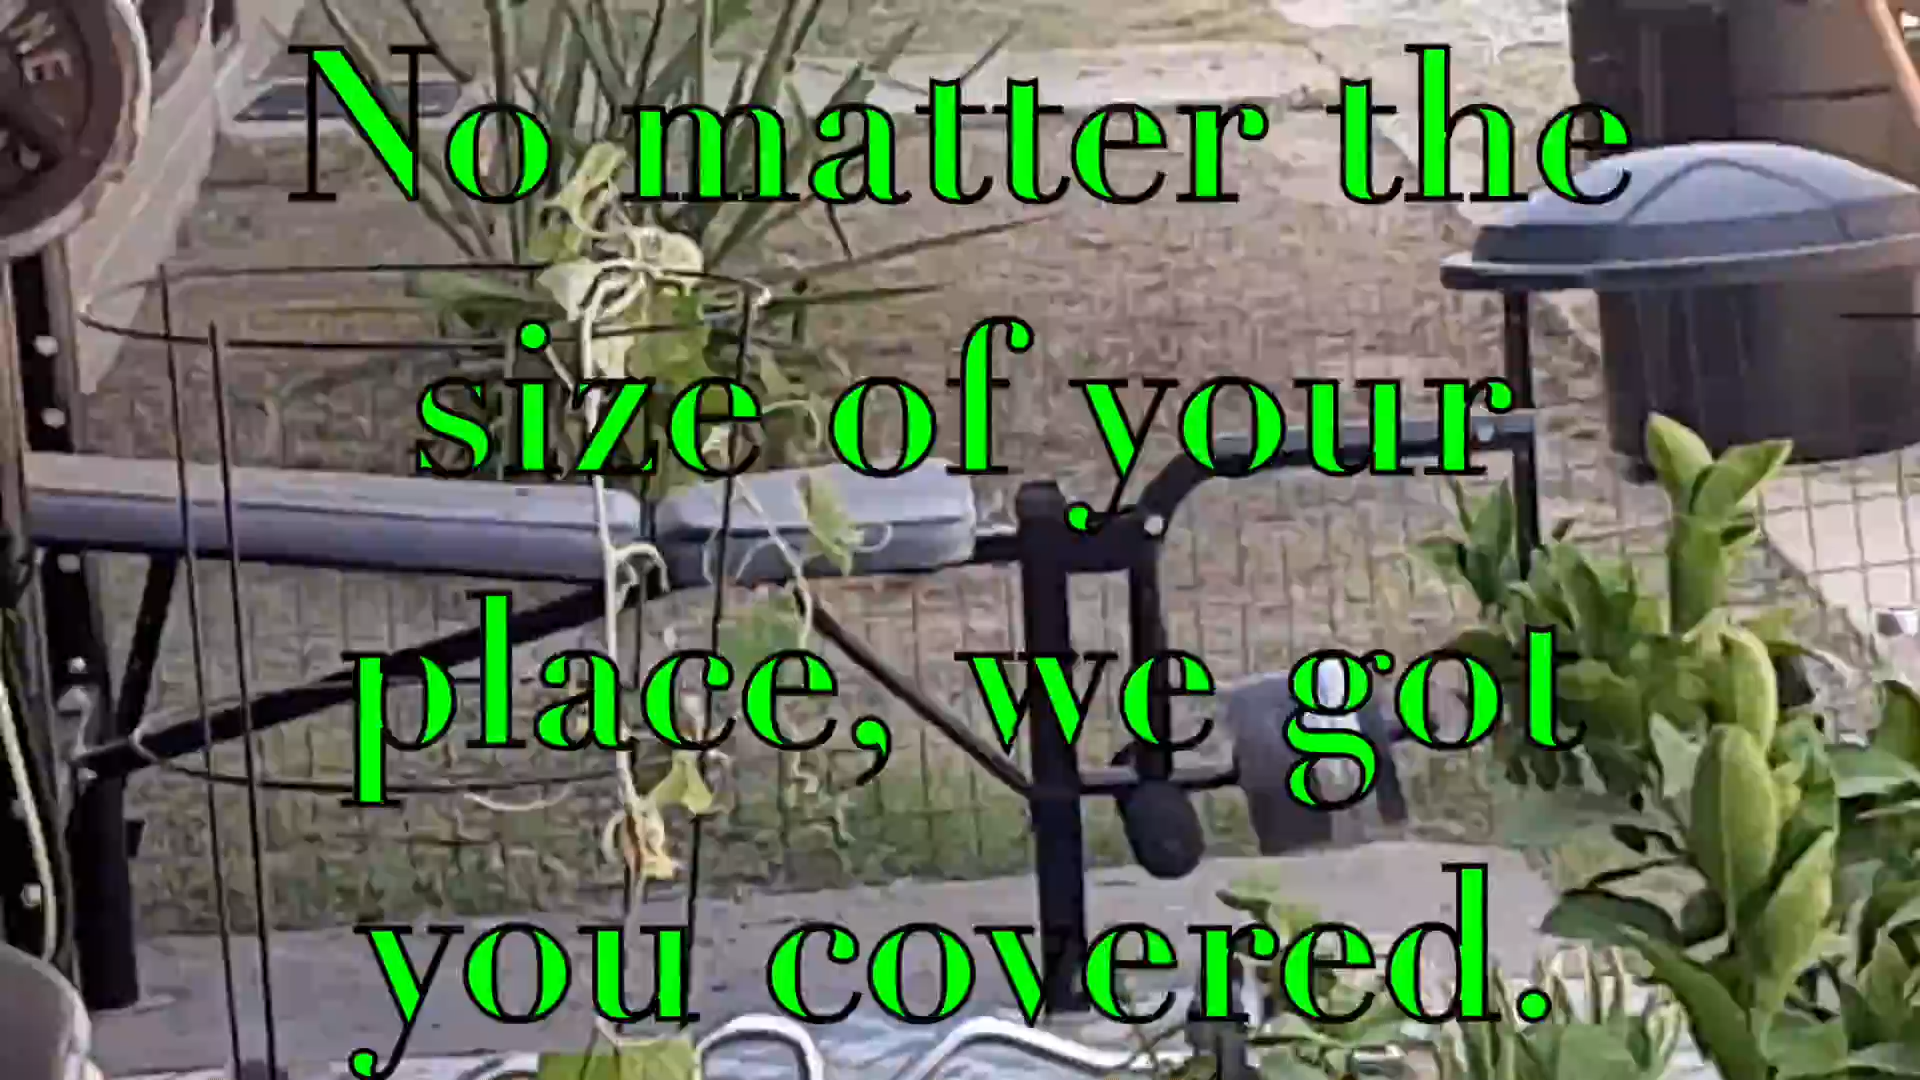 No matter the
size of your
place, we got
you covered.